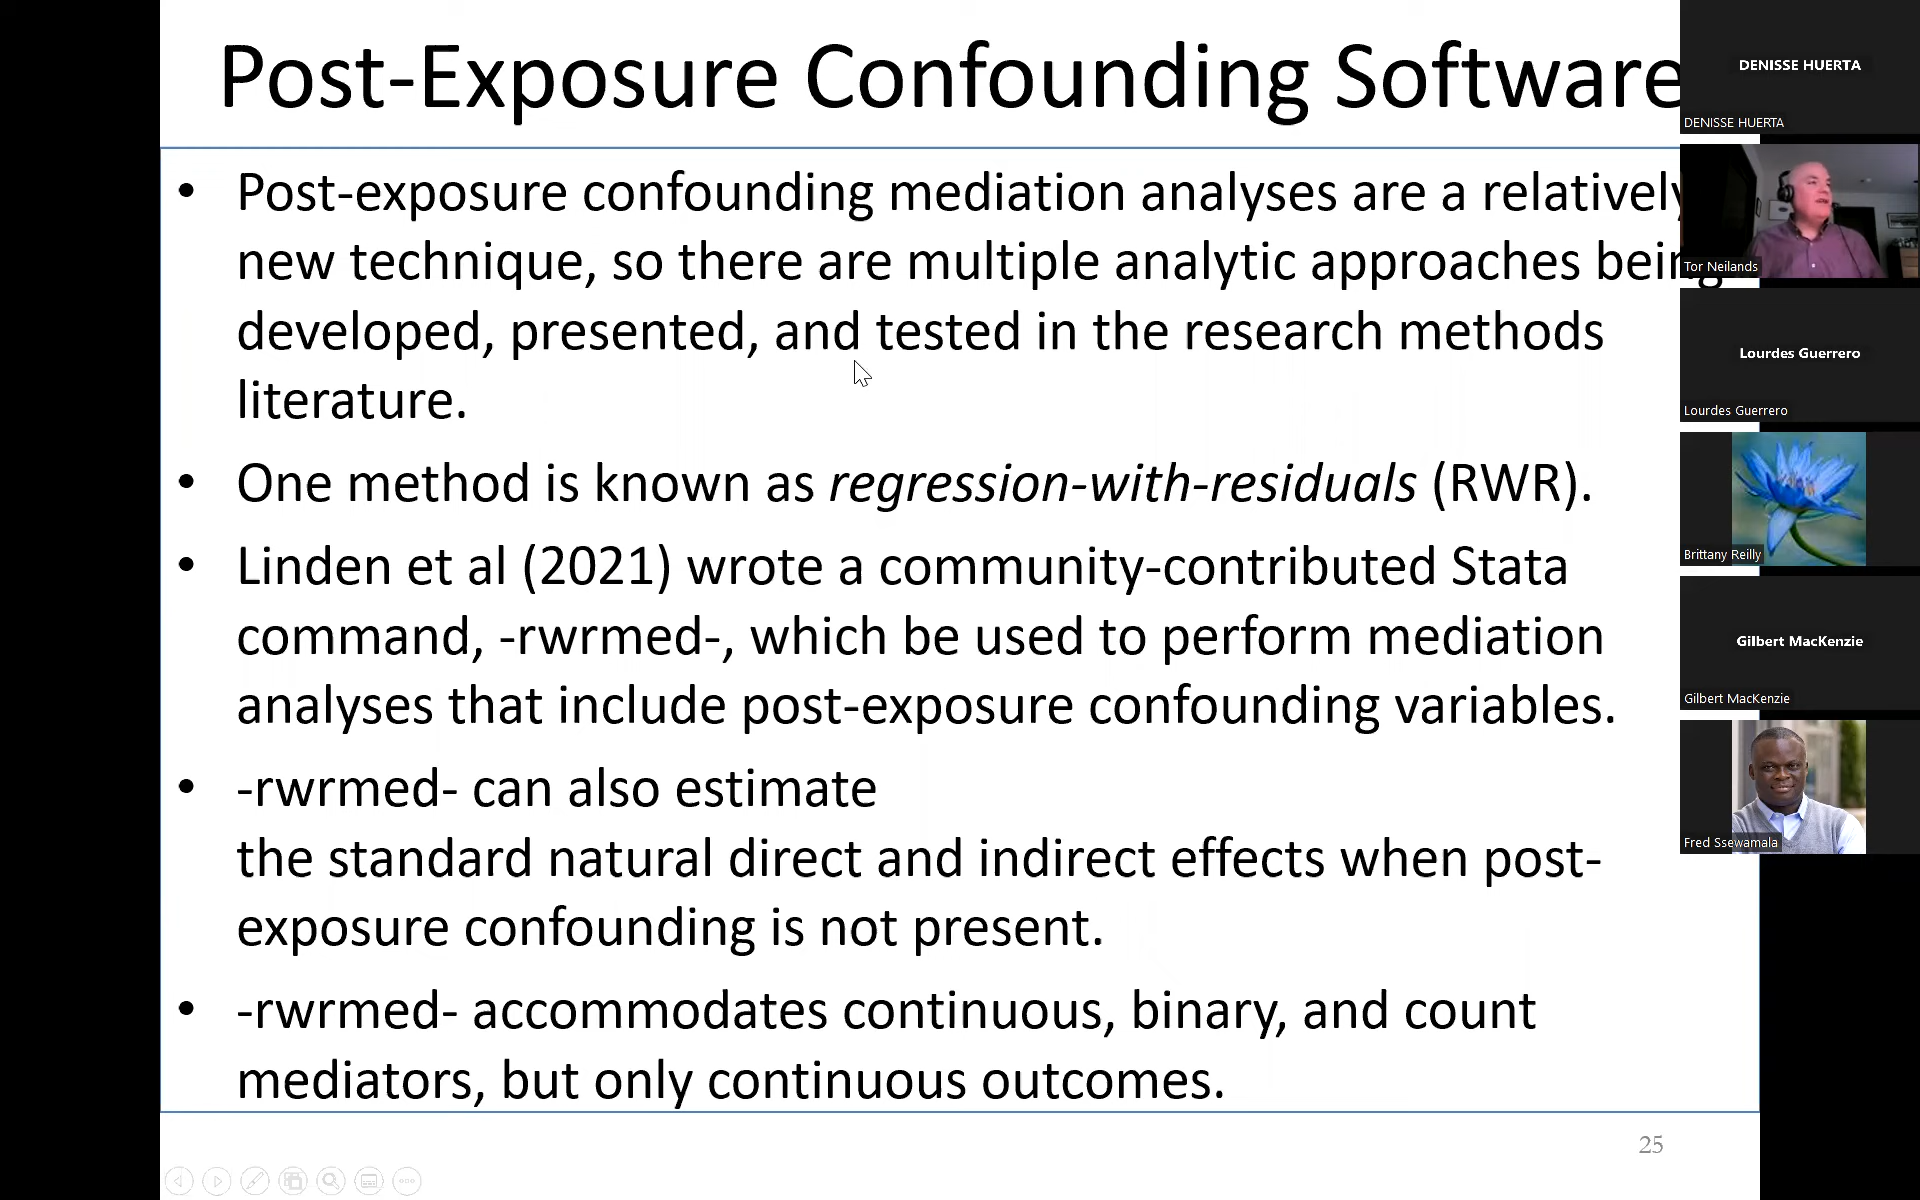 Post-Exposure Confounding Software
• Post-exposure confounding mediation analyses are a relatively
new technique, so there are multiple analytic approaches being
developed, presented, and tested in the research methods
literature.
• One method is known as regression-with-residuals (RWR).
• Linden et al (2021) wrote a community-contributed Stata
command, -rwrmed-, which be used to perform mediation
analyses that include post-exposure confounding variables.
• -rwrmed- can also estimate
the standard natural direct and indirect effects when post-
exposure confounding is not present.
• -rwrmed- accommodates continuous, binary, and count
mediators, but only continuous outcomes.
25
DENISSE HUERTA
DENISSE HUERTA
Tor Neilands
Lourdes Guerrero
Lourdes Guerrero
Brittany Reilly
Gilbert MacKenzie
Gilbert MacKenzie
Fred Ssewamala